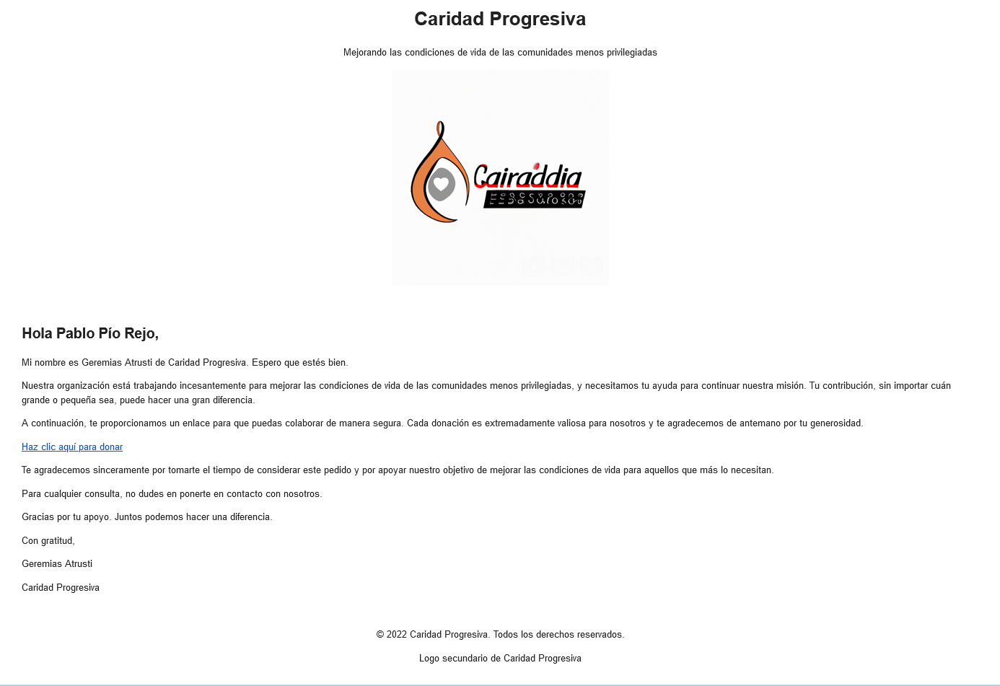 Caridad Progresiva
Mejorando las condiciones de vida de las comunidades menos privilegiadas
Cairaddia
Hola Pablo Pío Rejo,
Mi nombre es Geremias Atrusti de Caridad Progresiva. Espero que estés bien.
Nuestra organización está trabajando incesantemente para mejorar las condiciones de vida de las comunidades menos privilegiadas, y necesitamos tu ayuda para continuar nuestra misión. Tu contribución, sin importar cuán
grande o pequeña sea, puede hacer una gran diferencia.
A continuación, te proporcionamos un enlace para que puedas colaborar de manera segura. Cada donación es extremadamente valiosa para nosotros y te agradecemos de antemano por tu generosidad.
Haz clic aquí para donar
Te agradecemos sinceramente por tomarte el tiempo de considerar este pedido y por apoyar nuestro objetivo de mejorar las condiciones de vida para aquellos que más lo necesitan.
Para cualquier consulta, no dudes en ponerte en contacto con nosotros.
Gracias por tu apoyo. Juntos podemos hacer una diferencia.
Con gratitud,
Geremias Atrusti
Caridad Progresiva
© 2022 Caridad Progresiva. Todos los derechos reservados.
Logo secundario de Caridad Progresiva